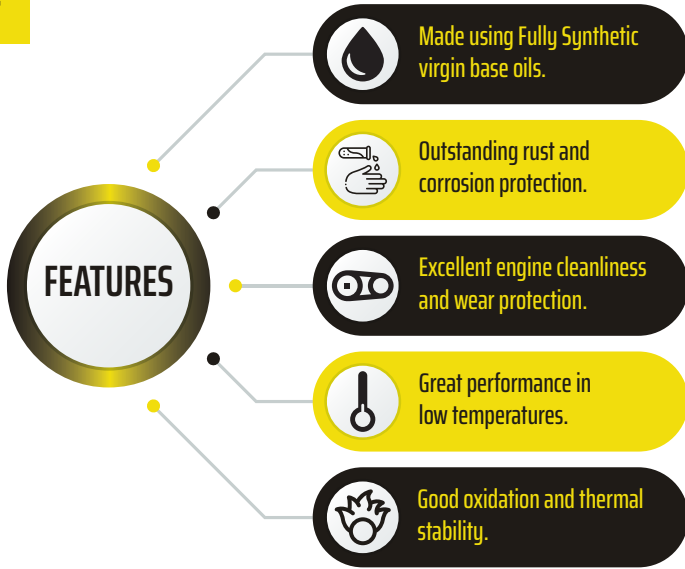 FEATURES
Made using Fully Synthetic
virgin base oils.
Outstanding rust and
corrosion protection.
Excellent engine cleanliness
and wear protection.
Great performance in
low temperatures.
Good oxidation and thermal
stability.